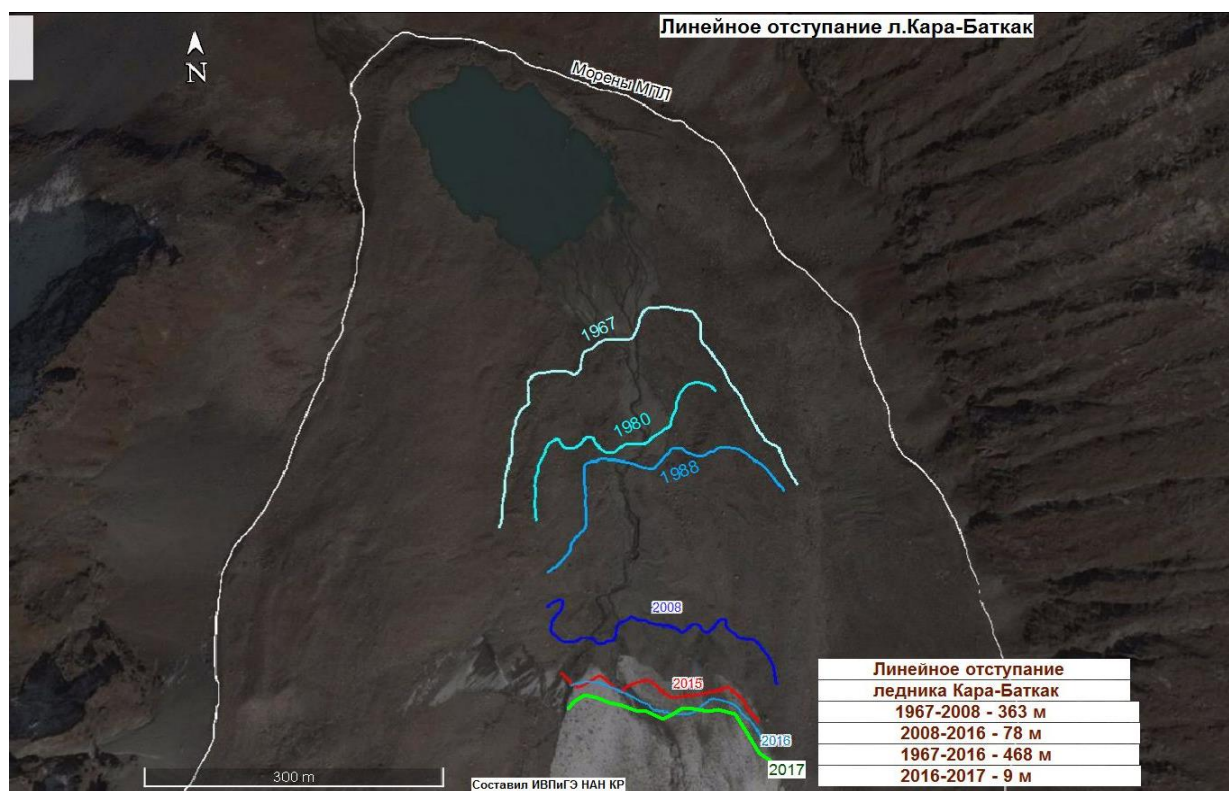 Линейное отступание л.Кара-Баткак
N
Морены МПЛ
1967
1980
1988
2008
2015
2016
2017
Линейное отступание
ледника Кара-Баткак
1967-2008 - 363 м
2008-2016 - 78 м
1967-2016 - 468 м
2016-2017 - 9 м
300 m
Составил ИВПиГЭ НАН КР